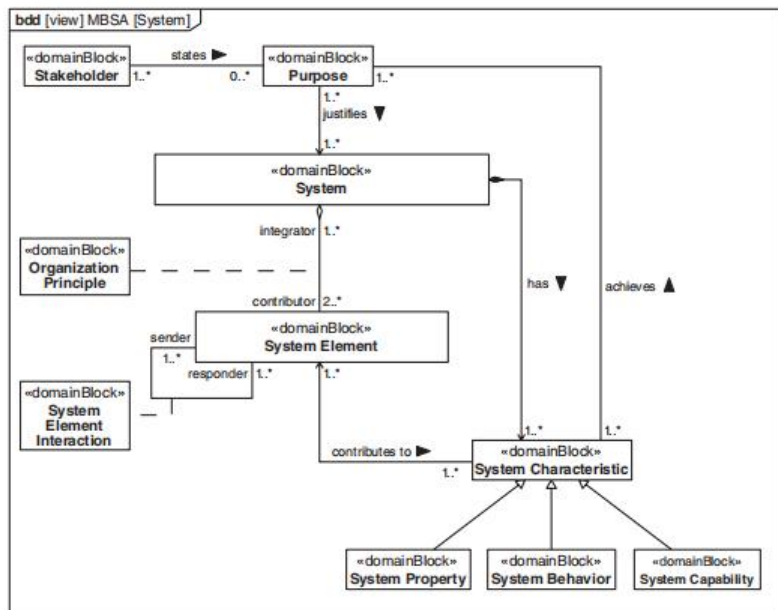 bdd [view] MBSA [System]
states ►
«domainBlock»
Stakeholder
1..*
0..*
«domainBlock»
Purpose
1..*
1..*
justifies ▼
1..*
«domainBlock»
System
integrator
1..*
«domainBlock»
Organization
Principle
has ▼
achieves ▲
contributor
2..*
«domainBlock»
System Element
sender
1..*
responder
1..*
1..*
«domainBlock»
System
Element
Interaction
contributes to ►
1..*
1..*
1..*
«domainBlock»
System Characteristic
«domainBlock»
System Property
«domainBlock»
System Behavior
«domainBlock»
System Capability